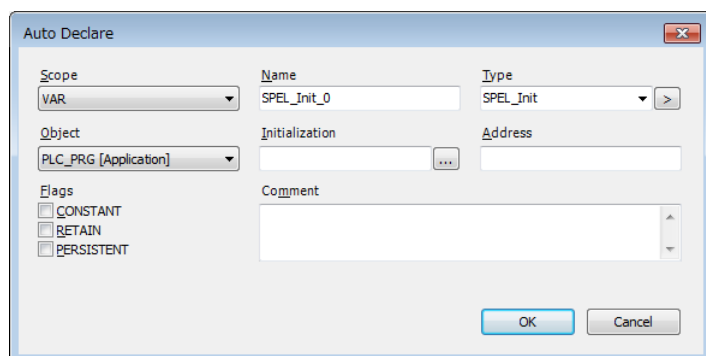 Auto Declare
Scope Name Type
VAR SPEL_Init_0 SPEL_Init >
Object Initialization Address
PLC_PRG [Application] ...
Flags Comment
CONSTANT
RETAIN
PERSISTENT
OK Cancel